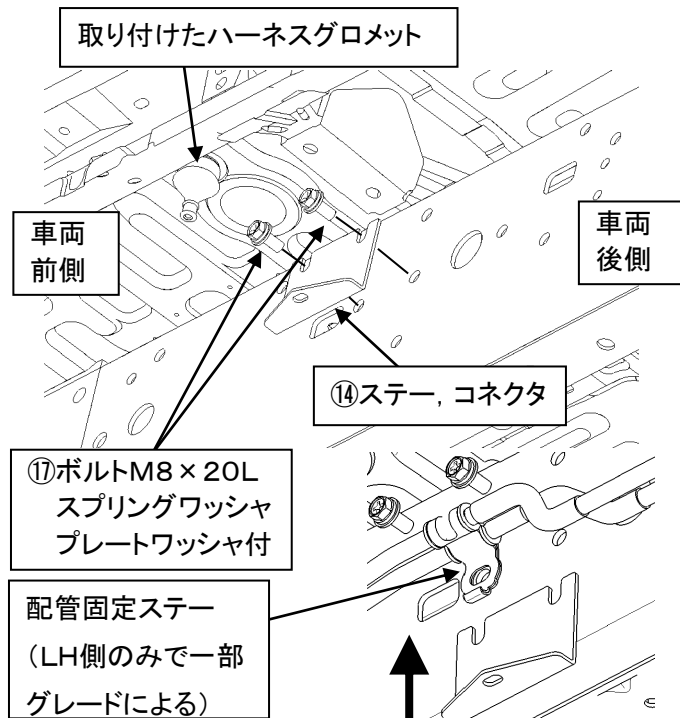 取り付けたハーネスグロメット
車両
前側
車両
後側
⑭ステー, コネクタ
⑰ボルトM8×20L
スプリングワッシャ
プレートワッシャ付
配管固定ステー
(LH側のみで一部
グレードによる)